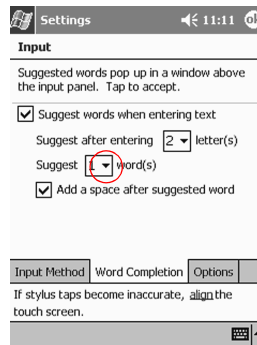 Settings 11:11 ok
Input
Suggested words pop up in a window above
the input panel. Tap to accept.
Suggest words when entering text
Suggest after entering 2 letter(s)
Suggest 1 word(s)
Add a space after suggested word
Input Method Word Completion Options
If stylus taps become inaccurate, align the
touch screen.